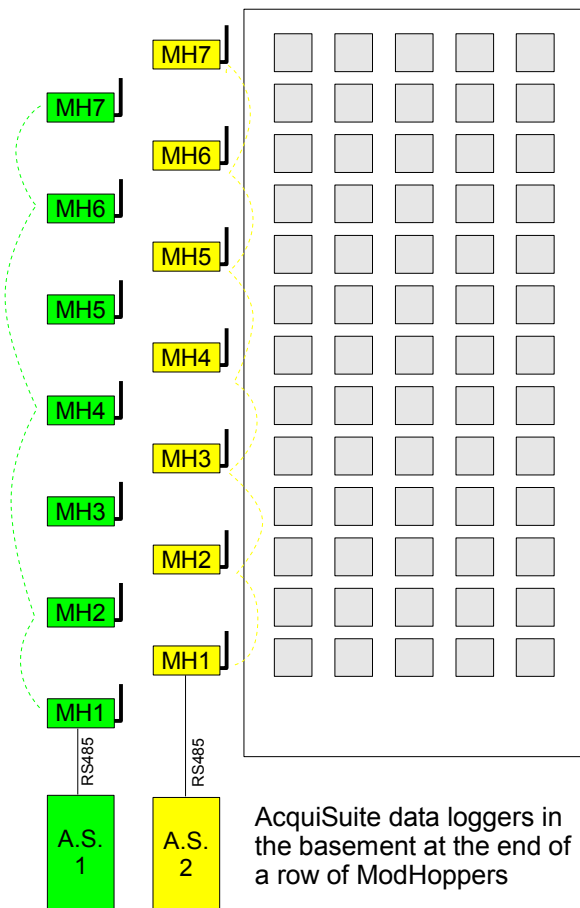 MH7
MH7
MH6
MH6
MH5
MH5
MH4
MH4
MH3
MH3
MH2
MH2
MH1
MH1
RS485
RS485
A.S.
1
A.S.
2
AcquiSuite data loggers in
the basement at the end of
a row of ModHoppers